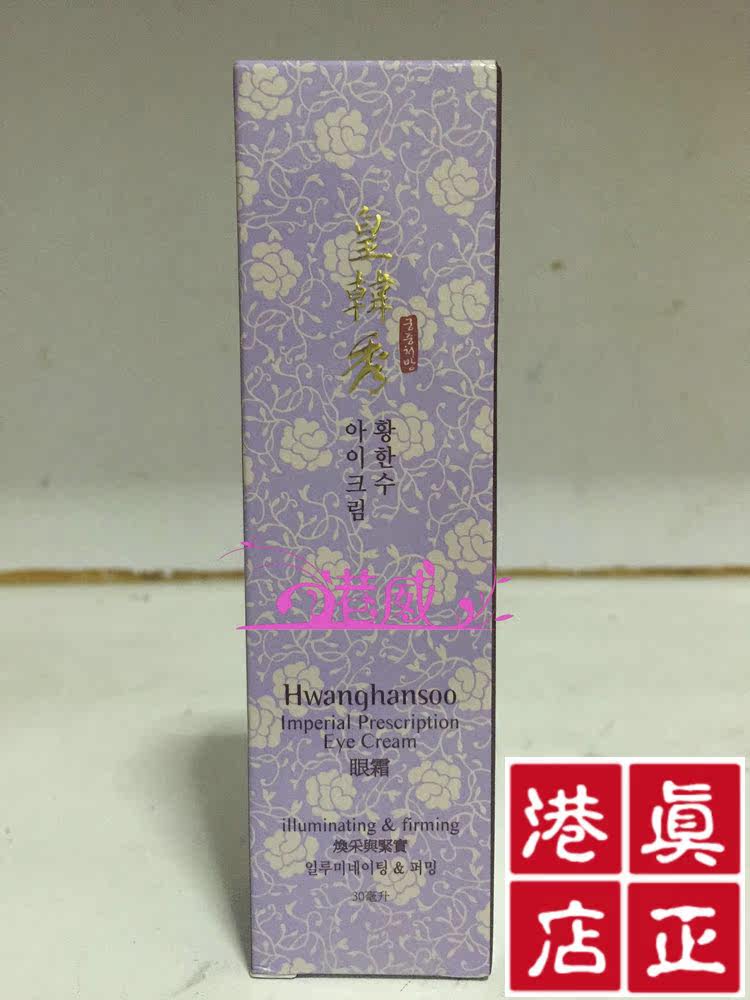 皇韓秀
궁중처방
황한수
아이크림
港威
Hwanghansoo
Imperial Prescription
Eye Cream
眼霜
illuminating & firming
煥采與緊實
일루미네이팅 & 퍼밍
30毫升
港眞
店正